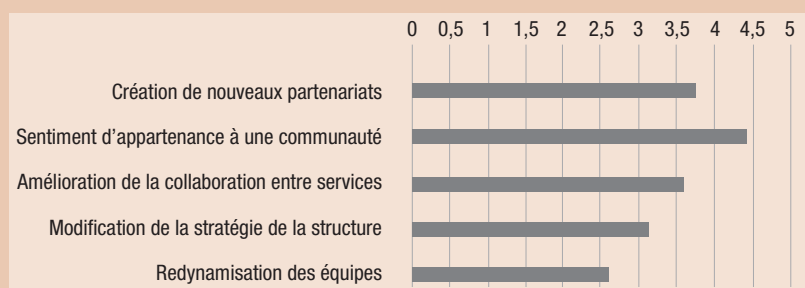 0 0,5 1 1,5 2 2,5 3 3,5 4 4,5 5
Création de nouveaux partenariats
Sentiment d'appartenance à une communauté
Amélioration de la collaboration entre services
Modification de la stratégie de la structure
Redynamisation des équipes